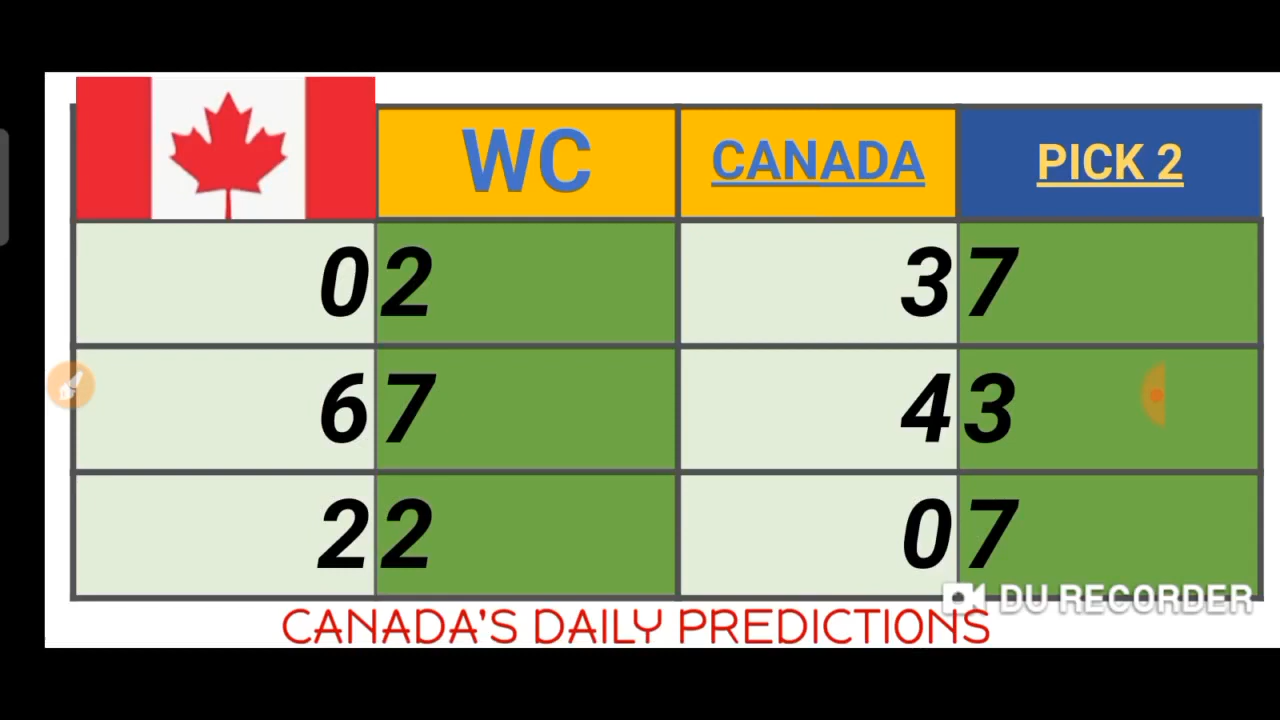 WC CANADA PICK 2
02 37
67 43
22 07
DU RECORDER
CANADA'S DAILY PREDICTIONS